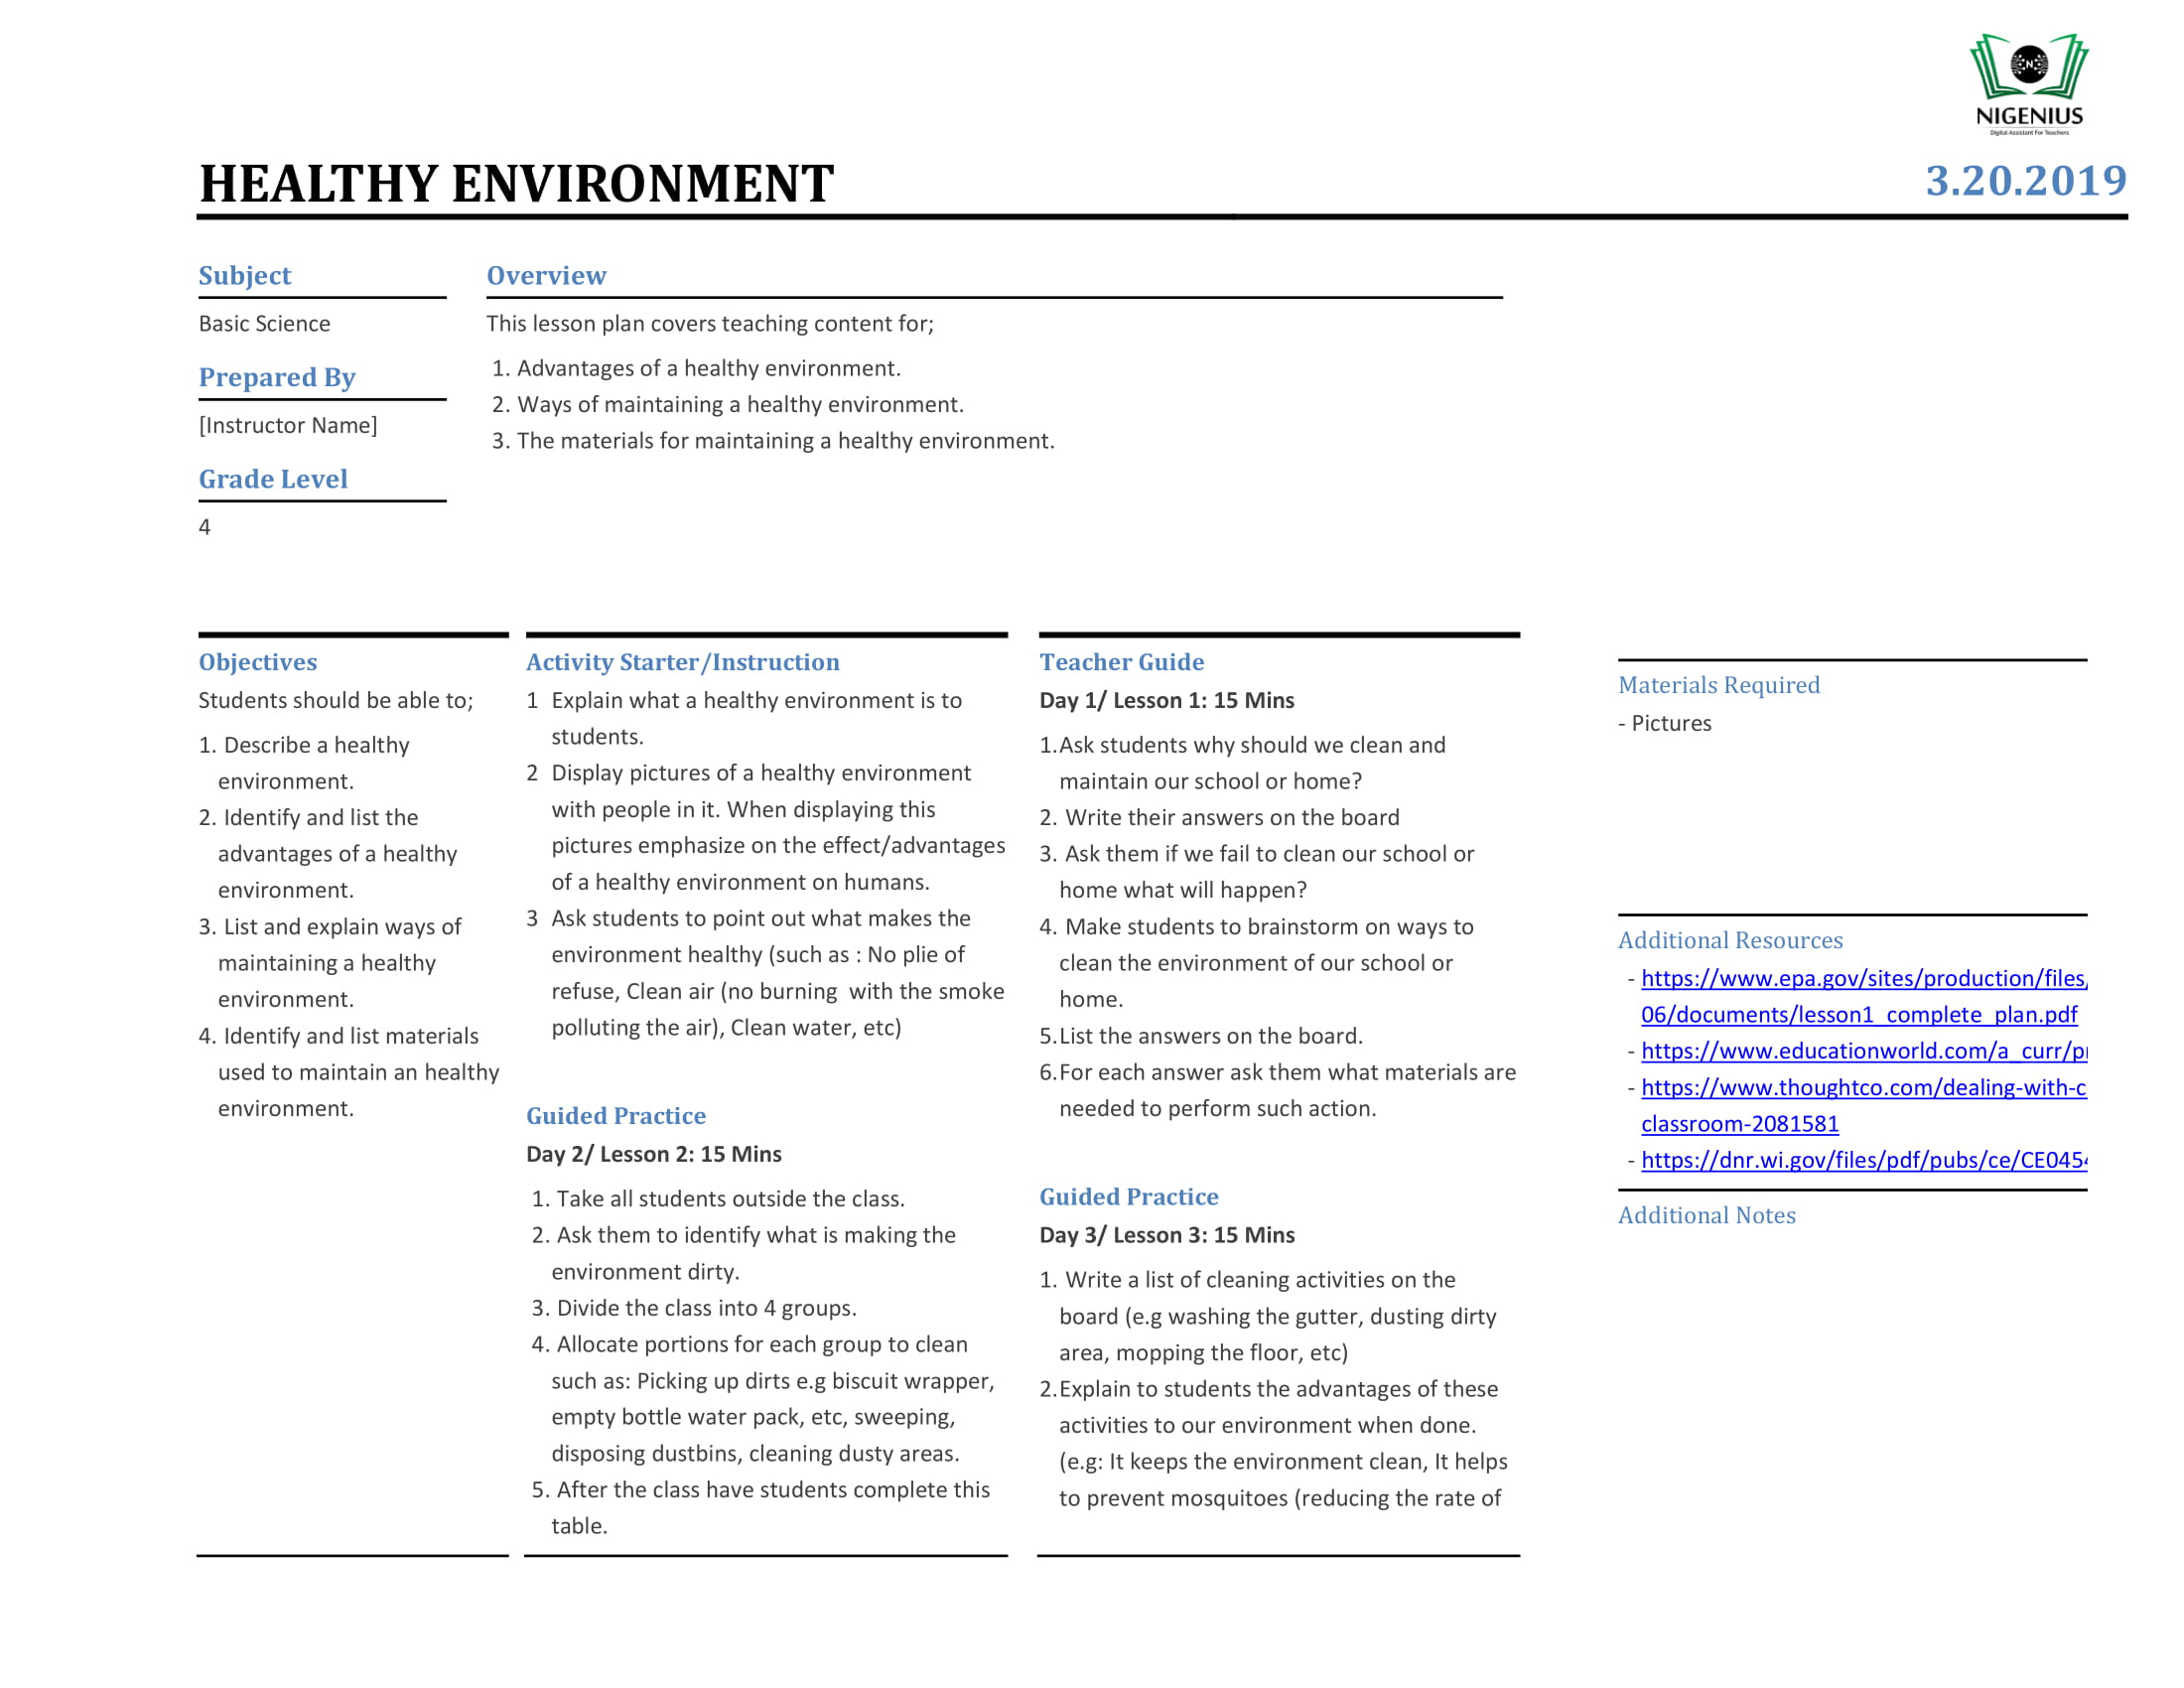 NIGENIUS
Digital Assistant For Teachers
HEALTHY ENVIRONMENT
3.20.2019
Subject
Basic Science
Prepared By
[Instructor Name]
Grade Level
4
Overview
This lesson plan covers teaching content for;
1. Advantages of a healthy environment.
2. Ways of maintaining a healthy environment.
3. The materials for maintaining a healthy environment.
Objectives
Students should be able to;
1. Describe a healthy
environment.
2. Identify and list the
advantages of a healthy
environment.
3. List and explain ways of
maintaining a healthy
environment.
4. Identify and list materials
used to maintain an healthy
environment.
Activity Starter/Instruction
1 Explain what a healthy environment is to
students.
2 Display pictures of a healthy environment
with people in it. When displaying this
pictures emphasize on the effect/advantages
of a healthy environment on humans.
3 Ask students to point out what makes the
environment healthy (such as : No plie of
refuse, Clean air (no burning with the smoke
polluting the air), Clean water, etc)
Guided Practice
Day 2/ Lesson 2: 15 Mins
1. Take all students outside the class.
2. Ask them to identify what is making the
environment dirty.
3. Divide the class into 4 groups.
4. Allocate portions for each group to clean
such as: Picking up dirts e.g biscuit wrapper,
empty bottle water pack, etc, sweeping,
disposing dustbins, cleaning dusty areas.
5. After the class have students complete this
table.
Teacher Guide
Day 1/ Lesson 1: 15 Mins
1.Ask students why should we clean and
maintain our school or home?
2. Write their answers on the board
3. Ask them if we fail to clean our school or
home what will happen?
4. Make students to brainstorm on ways to
clean the environment of our school or
home.
5.List the answers on the board.
6.For each answer ask them what materials are
needed to perform such action.
Guided Practice
Day 3/ Lesson 3: 15 Mins
1. Write a list of cleaning activities on the
board (e.g washing the gutter, dusting dirty
area, mopping the floor, etc)
2.Explain to students the advantages of these
activities to our environment when done.
(e.g: It keeps the environment clean, It helps
to prevent mosquitoes (reducing the rate of
Materials Required
- Pictures
Additional Resources
- https://www.epa.gov/sites/production/files/
06/documents/lesson1_complete_plan.pdf
- https://www.educationworld.com/a_curr/pr
- https://www.thoughtco.com/dealing-with-c
classroom-2081581
- https://dnr.wi.gov/files/pdf/pubs/ce/CE0454
Additional Notes